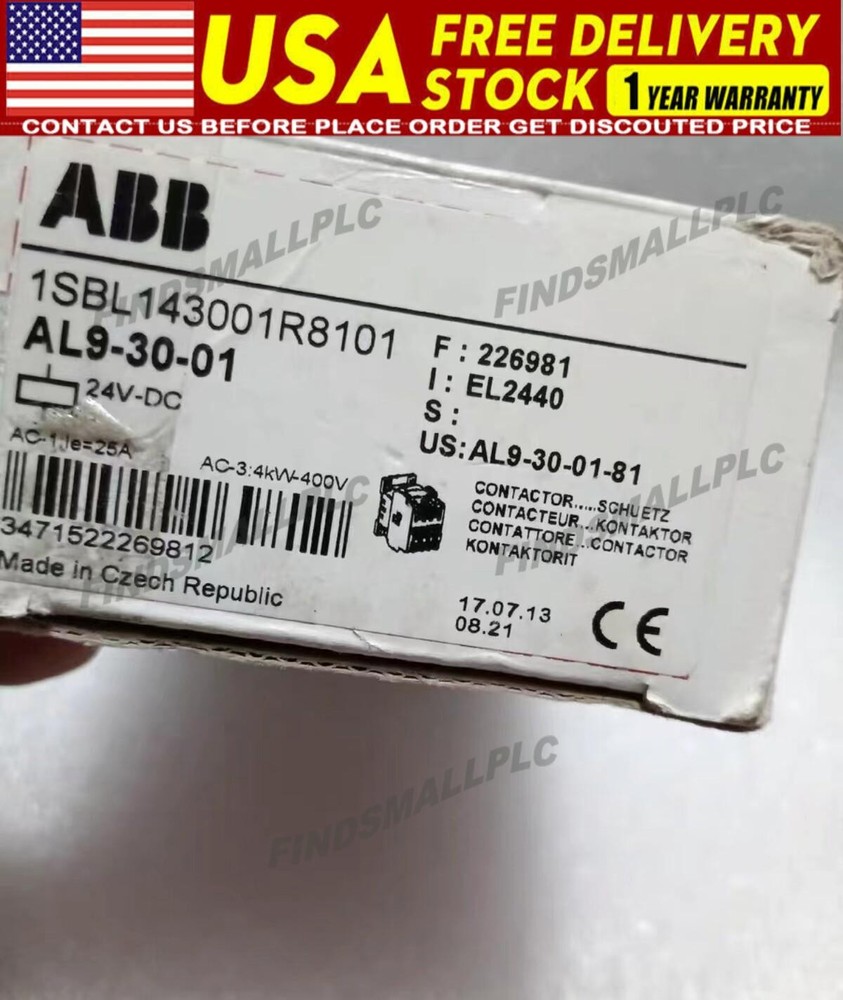 USA
FREE DELIVERY
STOCK
1 YEAR WARRANTY
CONTACT US BEFORE PLACE ORDER GET DISCOUTED PRICE
ABB
1SBL143001R8101
AL9-30-01
24V-DC
AC-1 Ie=25A
AC-3:4kW-400V
3471522269812
Made in Czech Republic
F : 226981
I : EL2440
S :
US:AL9-30-01-81
CONTACTOR.....SCHUETZ
CONTACTEUR..KONTAKTOR
CONTATTORE..CONTACTOR
KONTAKTORIT
17.07.13
08.21
CE
FINDSMALLPLC
FINDSMALLPLC
FINDSMALLPLC
FINDSMALLPLC
FINDSMALLPLC